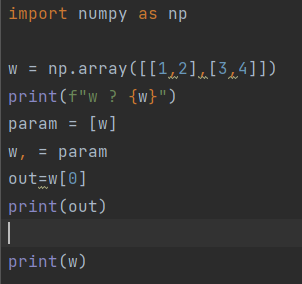 import numpy as np
w = np.array([[1,2],[3,4]])
print(f"w ? {w}")
param = [w]
w, = param
out=w[0]
print(out)
print(w)